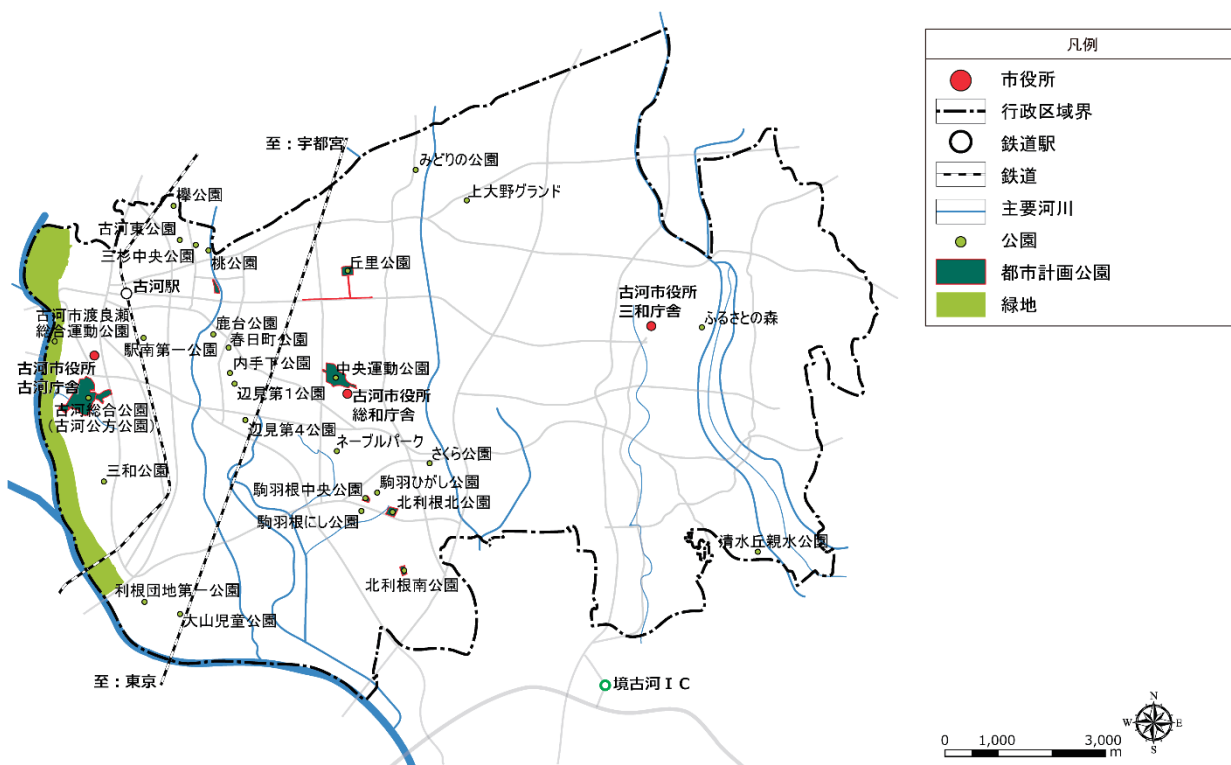 凡例
市役所
行政区域界
鉄道駅
鉄道
主要河川
公園
都市計画公園
緑地
至：宇都宮
みどりの公園
上大野グランド
欅公園
古河東公園
三杉中央公園
桃公園
丘里公園
古河駅
古河市役所
三和庁舎
ふるさとの森
古河市渡良瀬
総合運動公園
鹿台公園
春日町公園
駅南第一公園
内手下公園
中央運動公園
古河市役所
古河庁舎
辺見第１公園
古河市役所
総和庁舎
古河総合公園
（古河公方公園）
辺見第４公園
ネーブルパーク
さくら公園
三和公園
駒羽根中央公園
駒羽ひがし公園
北利根北公園
駒羽根にし公園
清水丘親水公園
北利根南公園
利根団地第一公園
大山児童公園
至：東京
境古河ＩＣ
N
W
E
S
0
1,000
3,000
m